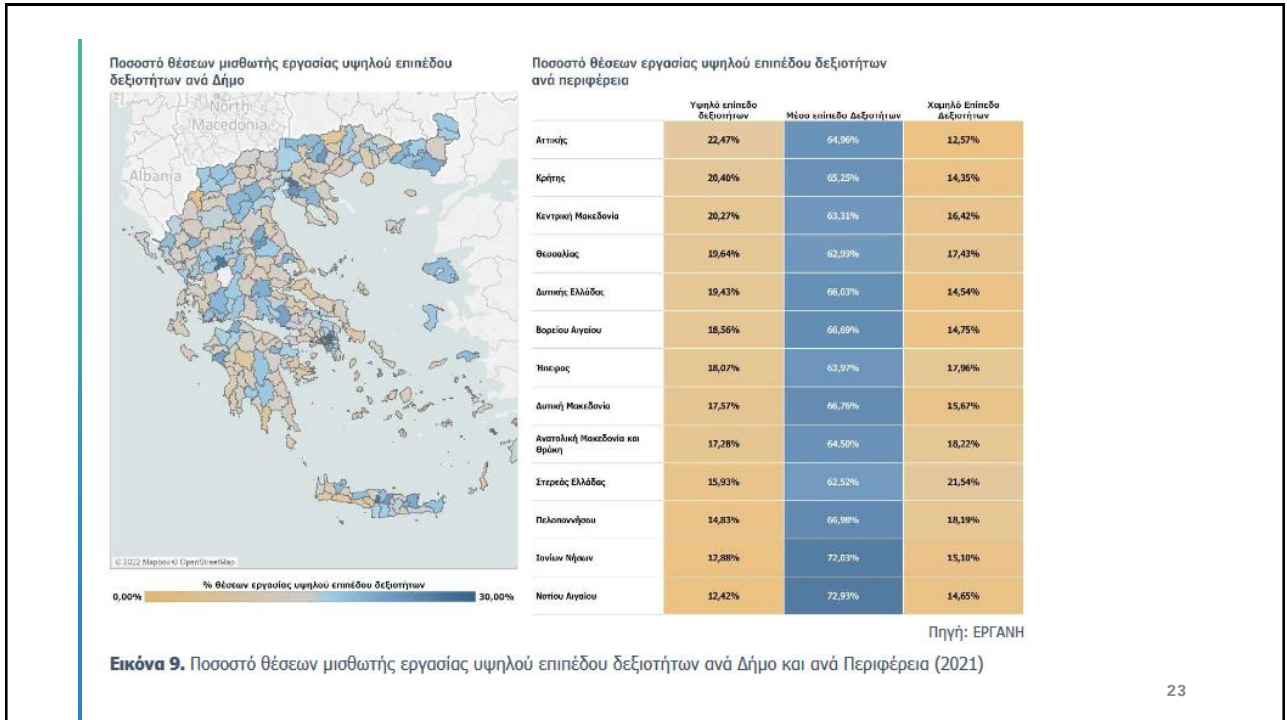 Ποσοστό θέσεων μισθωτής εργασίας υψηλού επιπέδου
δεξιοτήτων ανά Δήμο
North
Macedonia
Albania
© 2022 Mapbox © OpenStreetMap
% θέσεων εργασίας υψηλού επιπέδου δεξιοτήτων
0,00% 30,00%
Ποσοστό θέσεων εργασίας υψηλού επιπέδου δεξιοτήτων
ανά περιφέρεια
Υψηλό επίπεδο δεξιοτήτων Μέσο επίπεδο Δεξιοτήτων Χαμηλό Επίπεδο Δεξιοτήτων
Αττικής 22,47% 64,96% 12,57%
Κρήτης 20,40% 65,25% 14,35%
Κεντρική Μακεδονία 20,27% 63,31% 16,42%
Θεσσαλίας 19,64% 62,93% 17,43%
Δυτικής Ελλάδας 19,43% 66,03% 14,54%
Βορείου Αιγαίου 18,56% 66,69% 14,75%
Ήπειρος 18,07% 63,97% 17,96%
Δυτική Μακεδονία 17,57% 66,76% 15,67%
Ανατολική Μακεδονία και
Θράκη 17,28% 64,50% 18,22%
Στερεάς Ελλάδας 15,93% 62,52% 21,54%
Πελοποννήσου 14,83% 66,98% 18,19%
Ιονίων Νήσων 12,88% 72,03% 15,10%
Νοτίου Αιγαίου 12,42% 72,93% 14,65%
Πηγή: ΕΡΓΑΝΗ
Εικόνα 9. Ποσοστό θέσεων μισθωτής εργασίας υψηλού επιπέδου δεξιοτήτων ανά Δήμο και ανά Περιφέρεια (2021)
23